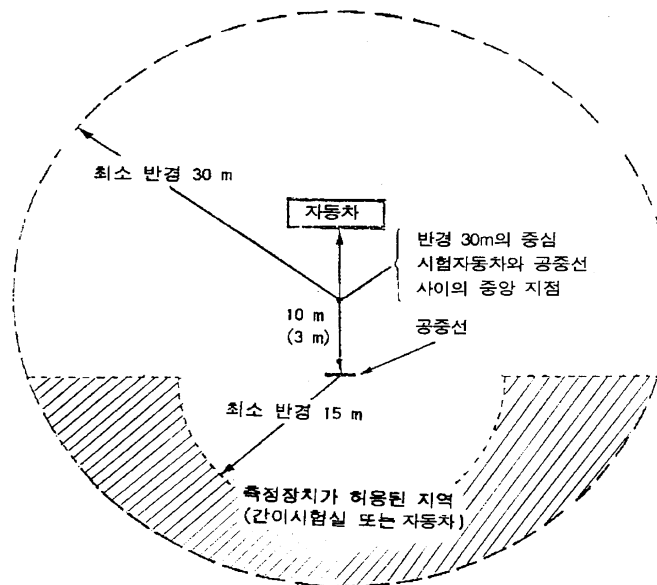 최소 반경 30 m
자동차
반경 30m의 중심
시험자동차와 공중선
사이의 중앙 지점
10 m
(3 m)
공중선
최소 반경 15 m
측정장치가 허용된 지역
(간이시험실 또는 자동차)